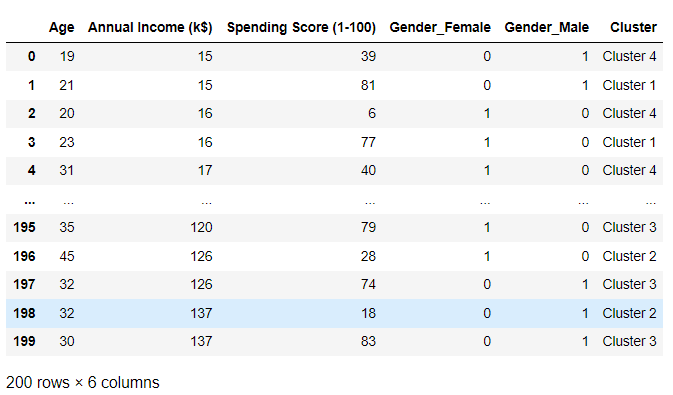 Age Annual Income (k$) Spending Score (1-100) Gender_Female Gender_Male Cluster
0 19 15 39 0 1 Cluster 4
1 21 15 81 0 1 Cluster 1
2 20 16 6 1 0 Cluster 4
3 23 16 77 1 0 Cluster 1
4 31 17 40 1 0 Cluster 4
... ... ... ... ... ... ...
195 35 120 79 1 0 Cluster 3
196 45 126 28 1 0 Cluster 2
197 32 126 74 0 1 Cluster 3
198 32 137 18 0 1 Cluster 2
199 30 137 83 0 1 Cluster 3
200 rows × 6 columns